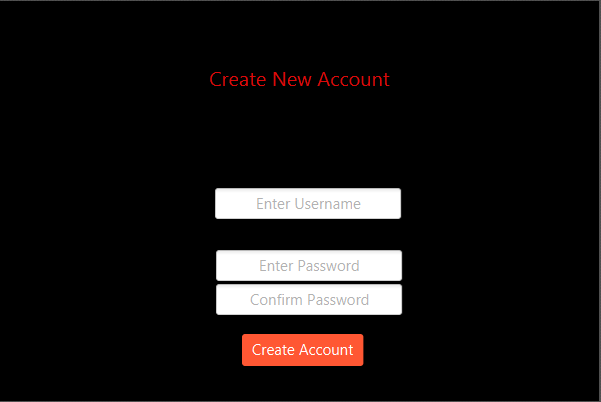 Create New Account
Enter Username
Enter Password
Confirm Password
Create Account